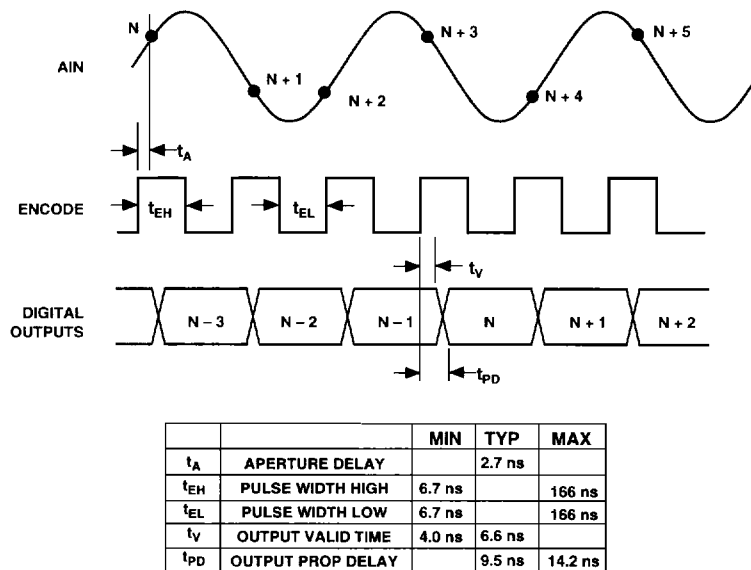 N
N + 1
N + 2
N + 3
N + 4
N + 5
AIN
tA
ENCODE
tEH
tEL
tV
DIGITAL
OUTPUTS
N – 3
N – 2
N – 1
N
N + 1
N + 2
tPD
MIN TYP MAX
tA APERTURE DELAY 2.7 ns
tEH PULSE WIDTH HIGH 6.7 ns 166 ns
tEL PULSE WIDTH LOW 6.7 ns 166 ns
tV OUTPUT VALID TIME 4.0 ns 6.6 ns
tPD OUTPUT PROP DELAY 9.5 ns 14.2 ns